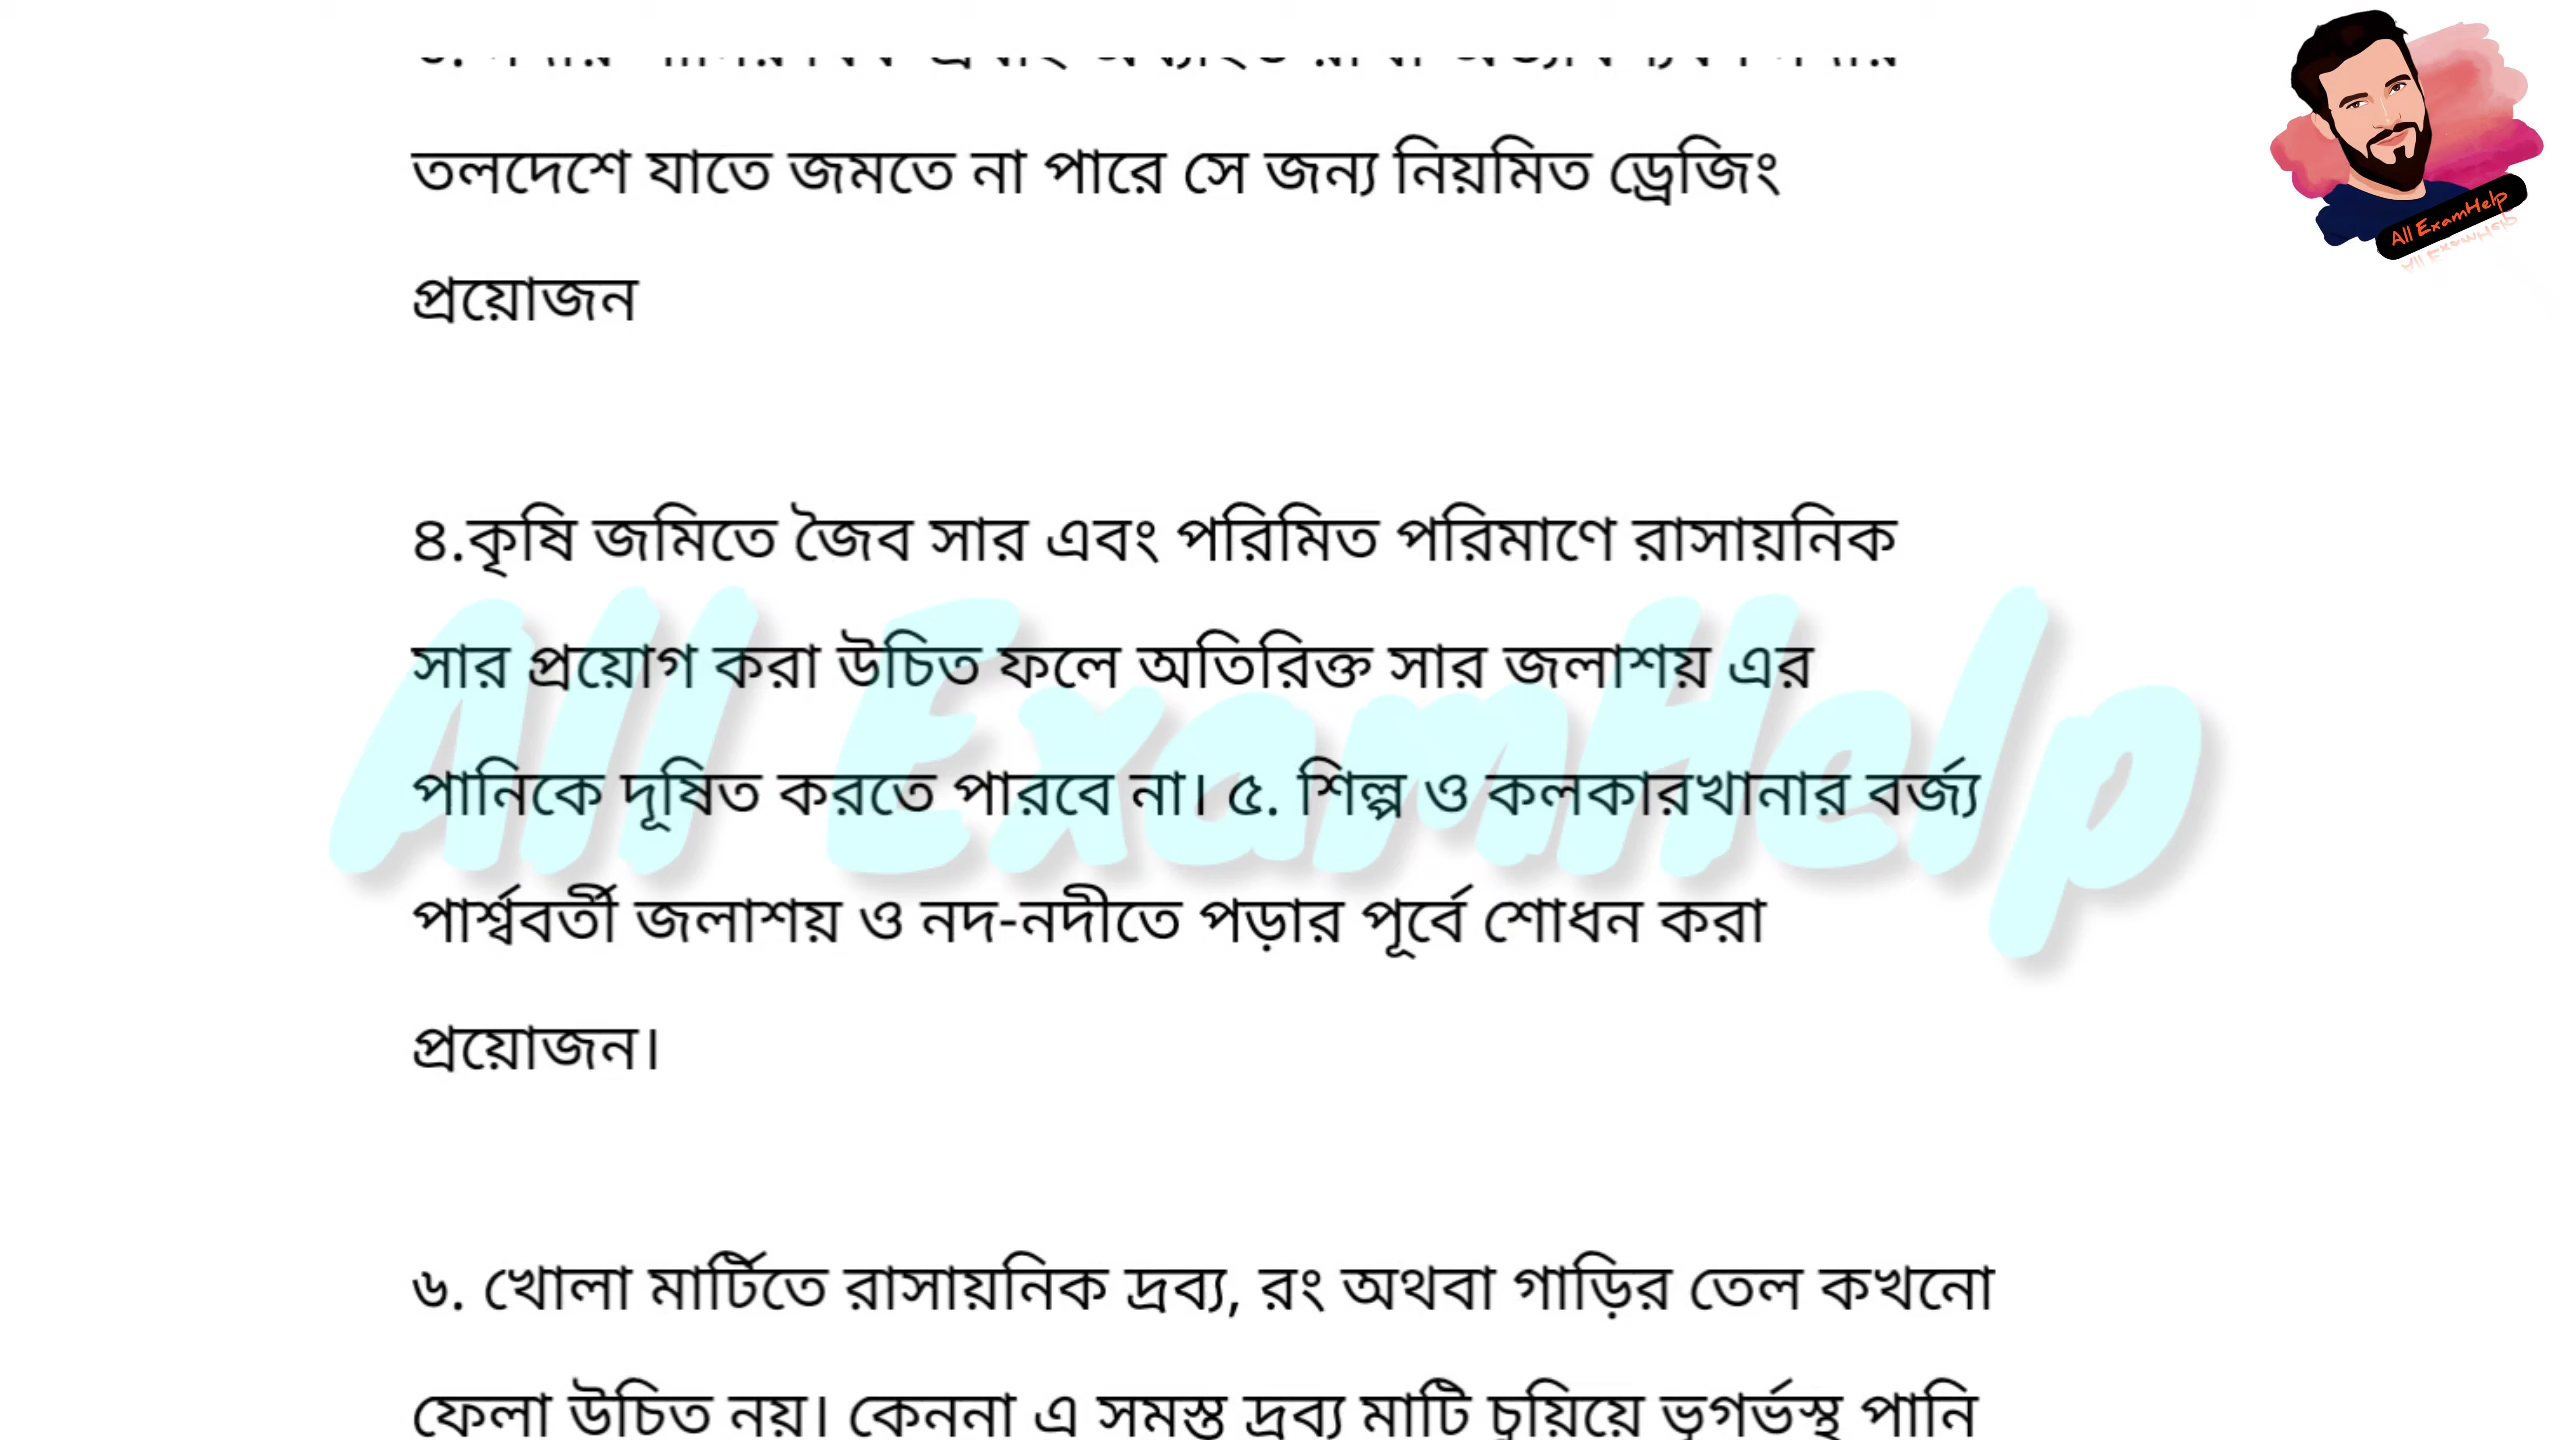 তলদেশে যাতে জমতে না পারে সে জন্য নিয়মিত ড্রেজিং
প্রয়োজন
৪.কৃষি জমিতে জৈব সার এবং পরিমিত পরিমাণে রাসায়নিক
সার প্রয়োগ করা উচিত ফলে অতিরিক্ত সার জলাশয় এর
পানিকে দূষিত করতে পারবে না। ৫. শিল্প ও কলকারখানার বর্জ্য
পার্শ্ববর্তী জলাশয় ও নদ-নদীতে পড়ার পূর্বে শোধন করা
প্রয়োজন।
৬. খোলা মার্টিতে রাসায়নিক দ্রব্য, রং অথবা গাড়ির তেল কখনো
ফেলা উচিত নয়। কেননা এ সমস্ত দ্রব্য মাটি চুয়িয়ে ভূগর্ভস্থ পানি
All ExamHelp
All ExamHelp
All ExamHelp